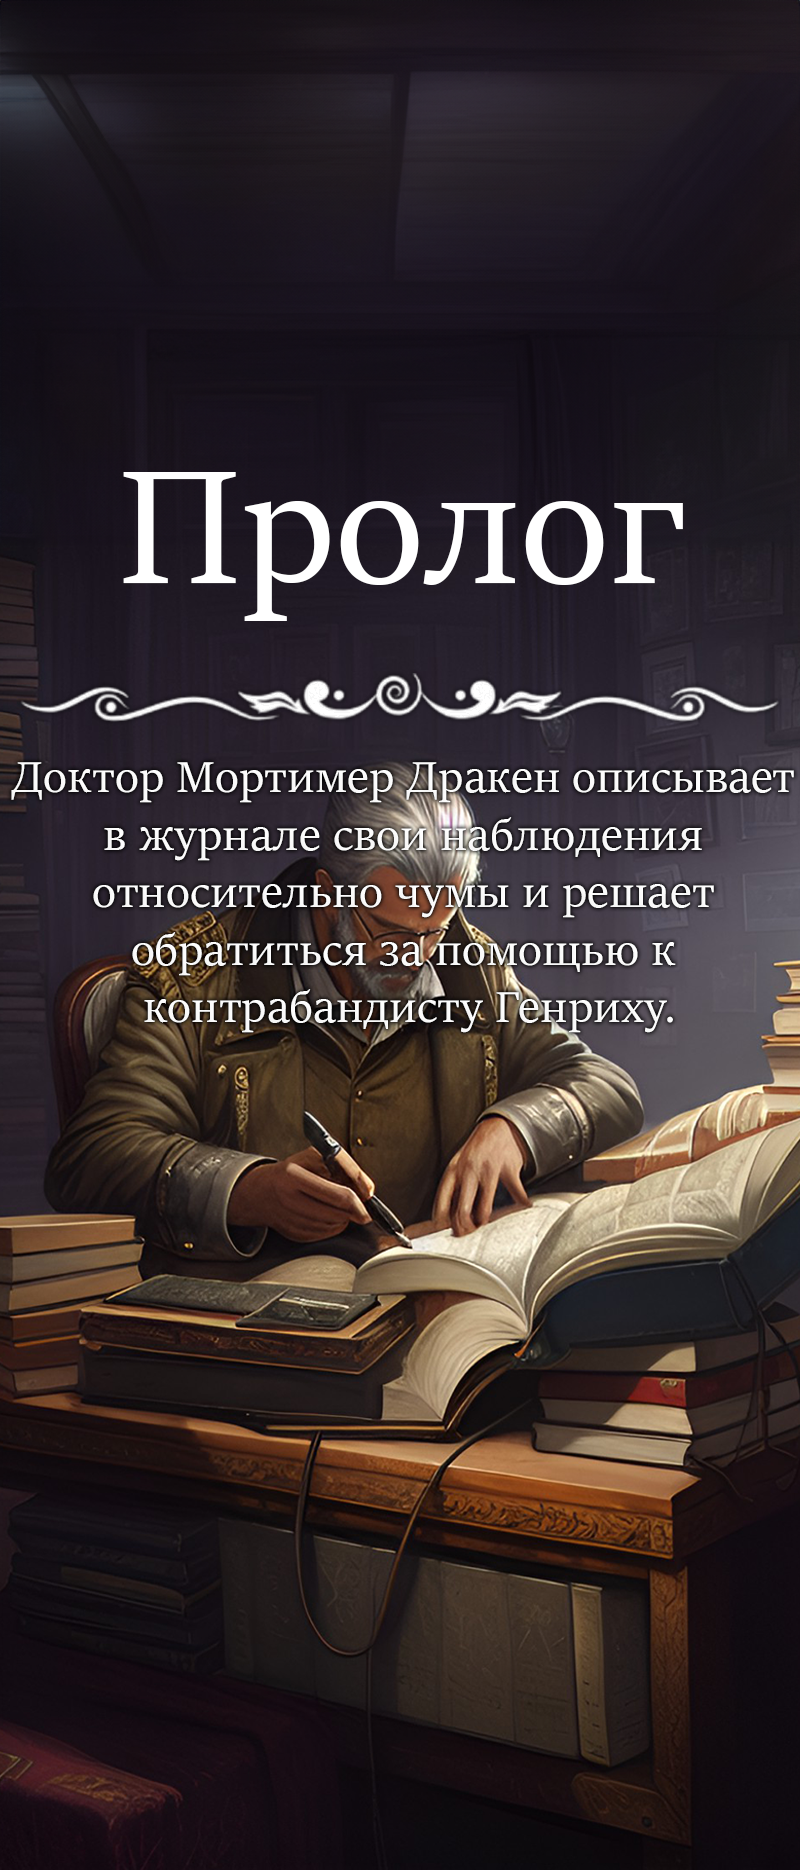 Пролог
Доктор Мортимер Дракен описывает
в журнале свои наблюдения
относительно чумы и решает
обратиться за помощью к
контрабандисту Генриху.